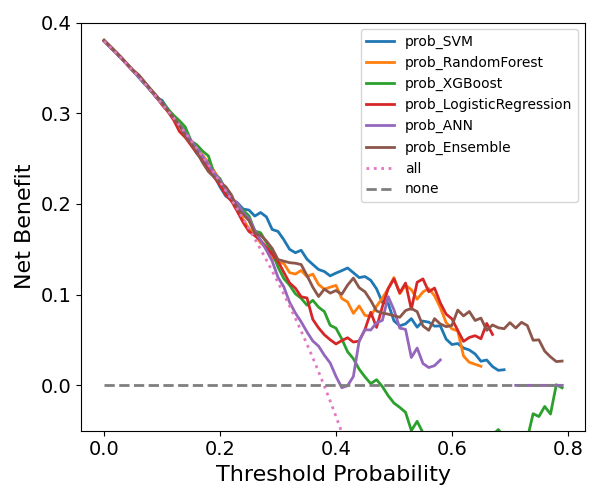 0.4
0.3
0.2
0.1
0.0
Net Benefit
prob_SVM
prob_RandomForest
prob_XGBoost
prob_LogisticRegression
prob_ANN
prob_Ensemble
all
none
0.0 0.2 0.4 0.6 0.8
Threshold Probability